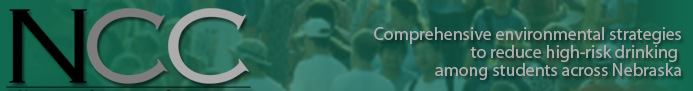 NCC
Comprehensive environmental strategies
to reduce high-risk drinking
among students across Nebraska